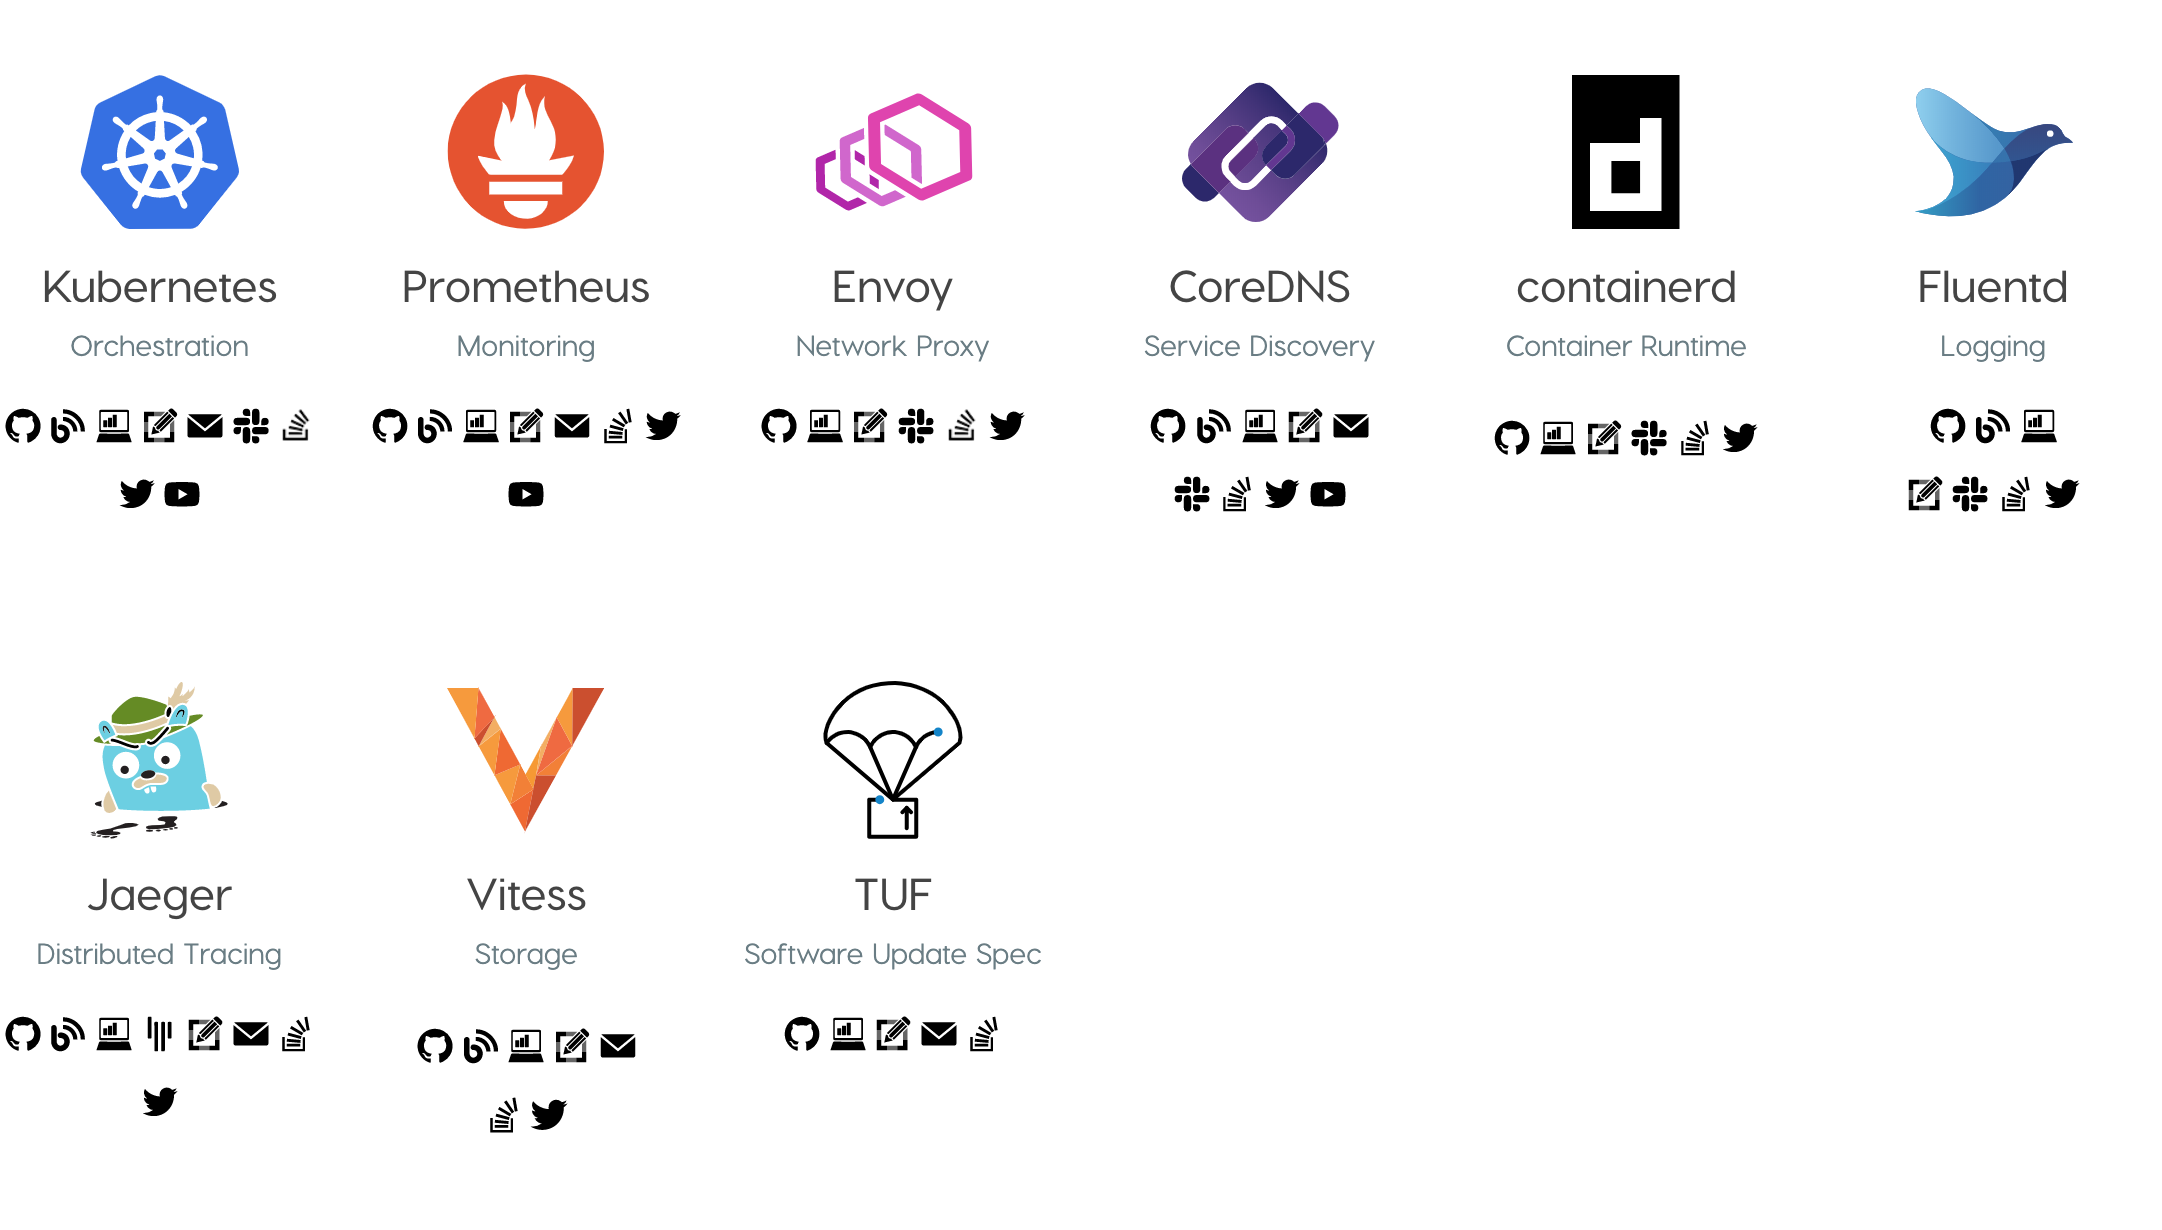 Kubernetes
Orchestration
Prometheus
Monitoring
Envoy
Network Proxy
CoreDNS
Service Discovery
containerd
Container Runtime
Fluentd
Logging
Jaeger
Distributed Tracing
Vitess
Storage
TUF
Software Update Spec